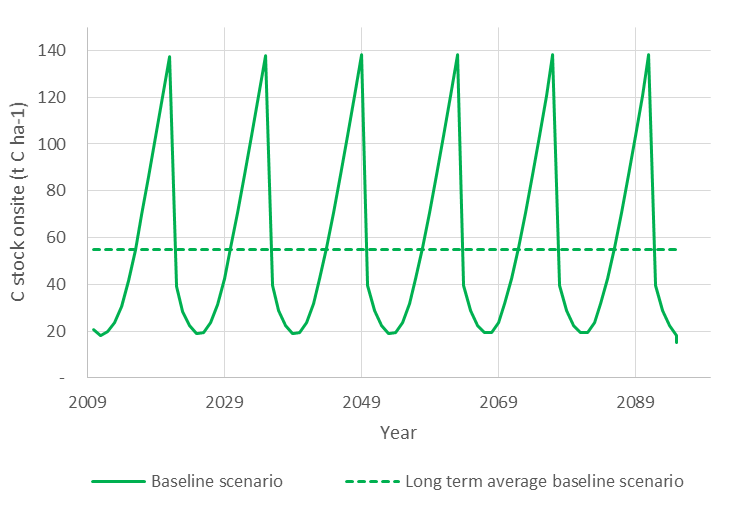 C stock onsite (t C ha-1)
140
120
100
80
60
40
20
-
2009 2029 2049 2069 2089
Year
Baseline scenario Long term average baseline scenario